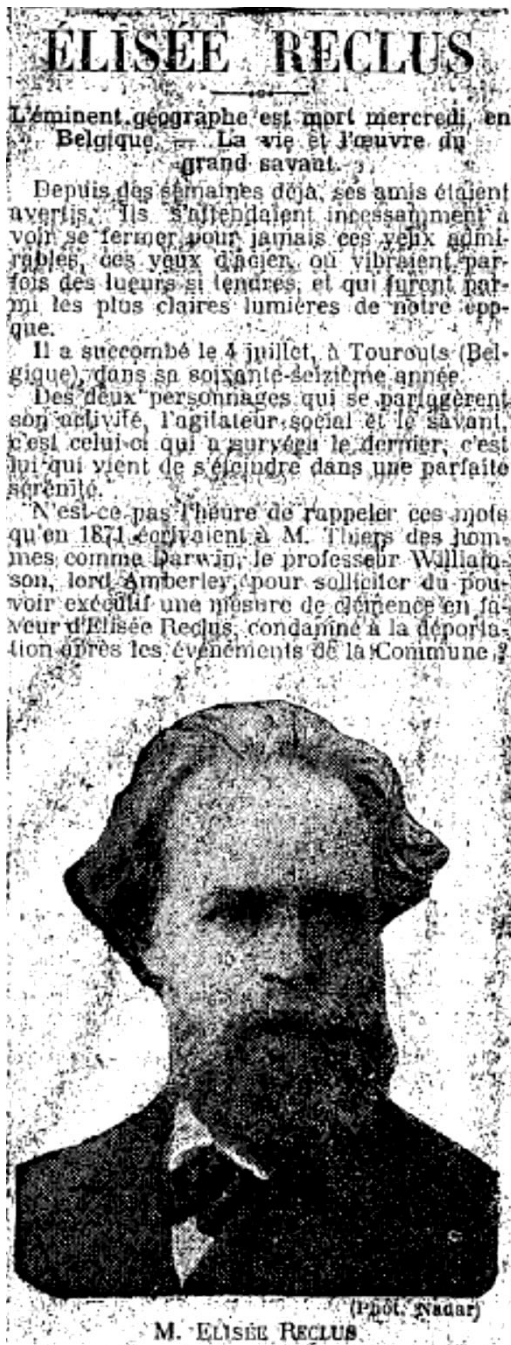 ÉLISÉE RECLUS
L'éminent géographe est mort mercredi, en
Belgique. — La vie et l'œuvre du
grand savant.
Depuis des semaines déjà, ses amis étaient
avertis. Ils s'attendaient incessamment à
voir se fermer pour jamais ces yeux admi-
rables, ces yeux d'acier, où vibraient par-
fois des lueurs si tendres, et qui furent par-
mi les plus claires lumières de notre épo-
que.
Il a succombé le 4 juillet, à Tourouts (Bel-
gique), dans sa soixante-seizième année.
Des deux personnages qui se partagèrent
son activité, l'agitateur social et le savant,
c'est celui-ci qui a survécu le dernier, c'est
lui qui vient de s'éteindre dans une parfaite
sérénité.
N'est-ce pas l'heure de rappeler ces mots
qu'en 1871 écrivaient à M. Thiers des hom-
mes comme Darwin, le professeur William-
son, lord Amberley, pour solliciter du pou-
voir exécutif une mesure de clémence en fa-
veur d'Elisée Reclus, condamné à la déporta-
tion après les événements de la Commune ?
(Phot. Nadar)
M. ELISÉE RECLUS